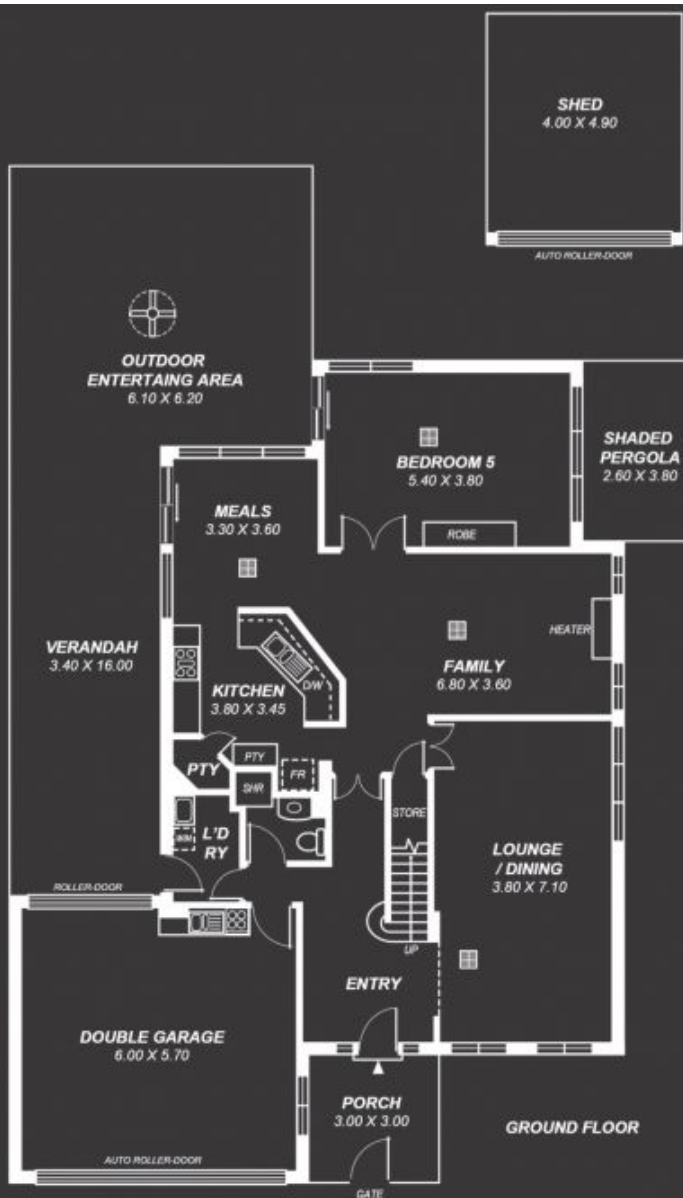 SHED
4.00 X 4.90
AUTO ROLLER-DOOR
OUTDOOR
ENTERTAING AREA
6.10 X 6.20
BEDROOM 5
5.40 X 3.80
ROBE
SHADED
PERGOLA
2.60 X 3.80
MEALS
3.30 X 3.60
VERANDAH
3.40 X 16.00
KITCHEN
3.80 X 3.45
D/W
FAMILY
6.80 X 3.60
HEATER
PTY
PTY
FR
SHR
STORE
L'D
RY
WM
LOUNGE
/ DINING
3.80 X 7.10
ROLLER-DOOR
UP
ENTRY
DOUBLE GARAGE
6.00 X 5.70
AUTO ROLLER-DOOR
PORCH
3.00 X 3.00
GATE
GROUND FLOOR